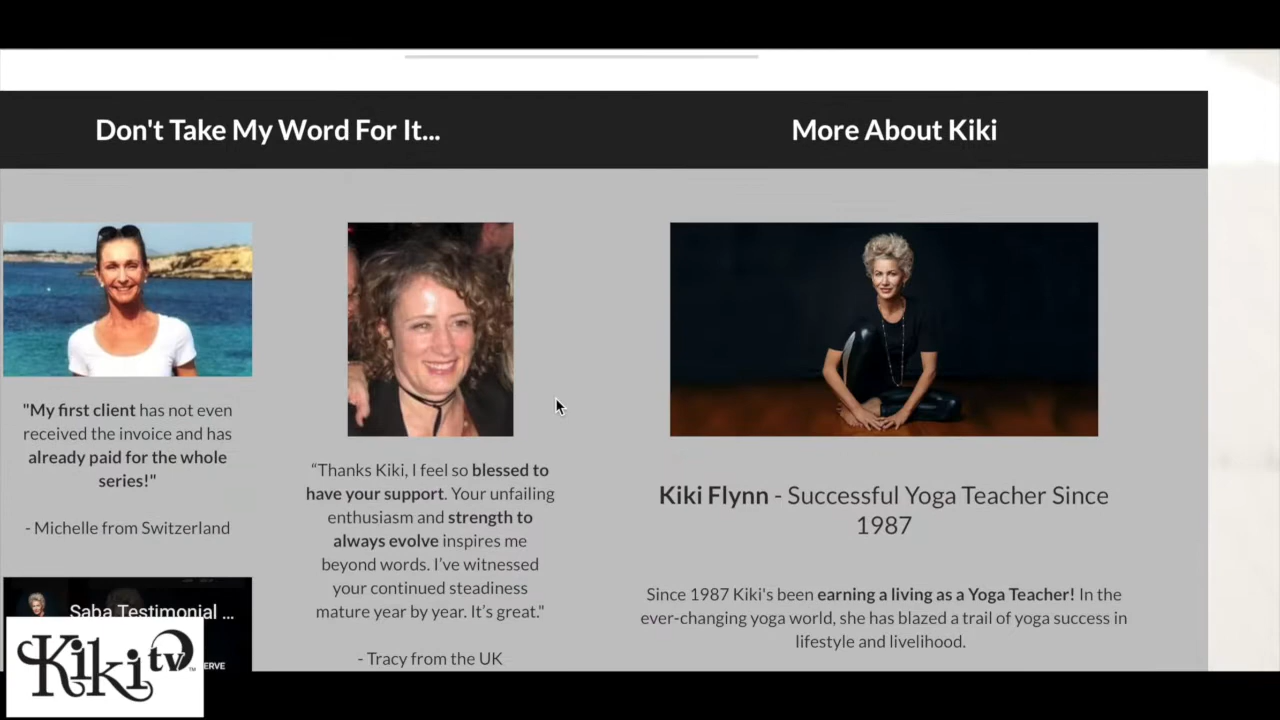 Don't Take My Word For It...
More About Kiki
"My first client has not even
received the invoice and has
already paid for the whole
series!"
- Michelle from Switzerland
Saba Testimonial ...
ERVE
“Thanks Kiki, I feel so blessed to
have your support. Your unfailing
enthusiasm and strength to
always evolve inspires me
beyond words. I've witnessed
your continued steadiness
mature year by year. It's great."
- Tracy from the UK
Kiki Flynn - Successful Yoga Teacher Since
1987
Since 1987 Kiki's been earning a living as a Yoga Teacher! In the
ever-changing yoga world, she has blazed a trail of yoga success in
lifestyle and livelihood.
Kiki tv™